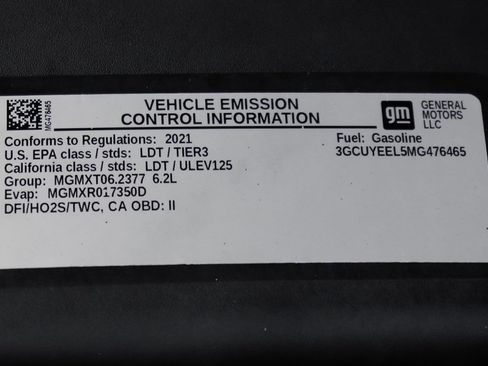 MG476465
VEHICLE EMISSION
CONTROL INFORMATION
gm
GENERAL
MOTORS
LLC
Conforms to Regulations: 2021
U.S. EPA class / stds: LDT / TIER3
California class / stds: LDT / ULEV125
Group: MGMXT06.2377 6.2L
Evap: MGMXR017350D
DFI/HO2S/TWC, CA OBD: II
Fuel: Gasoline
3GCUYEEL5MG476465